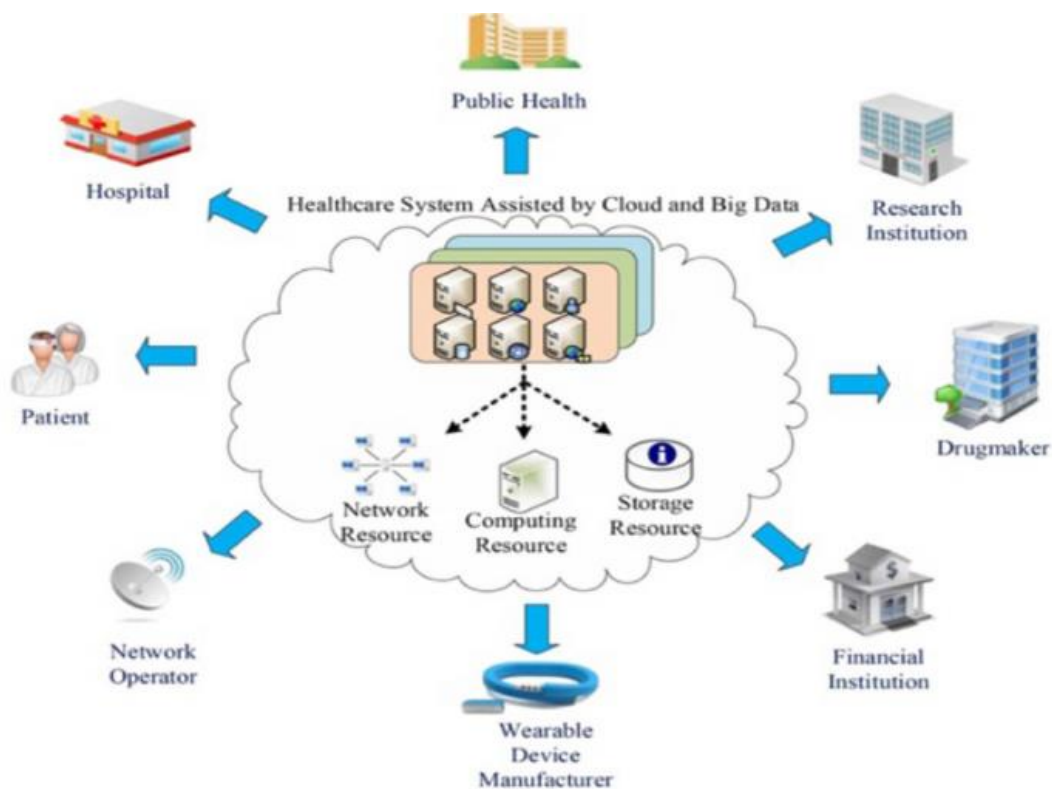 Public Health
Hospital
Healthcare System Assisted by Cloud and Big Data
Research
Institution
Patient
Drugmaker
Network
Resource
Computing
Resource
Storage
Resource
Network
Operator
Financial
Institution
Wearable
Device
Manufacturer